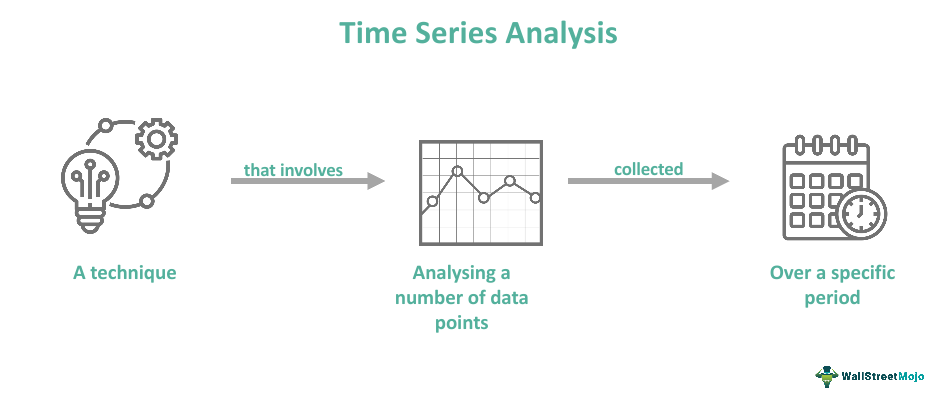 Time Series Analysis
that involves
collected
A technique
Analysing a
number of data
points
Over a specific
period
WallStreetMojo